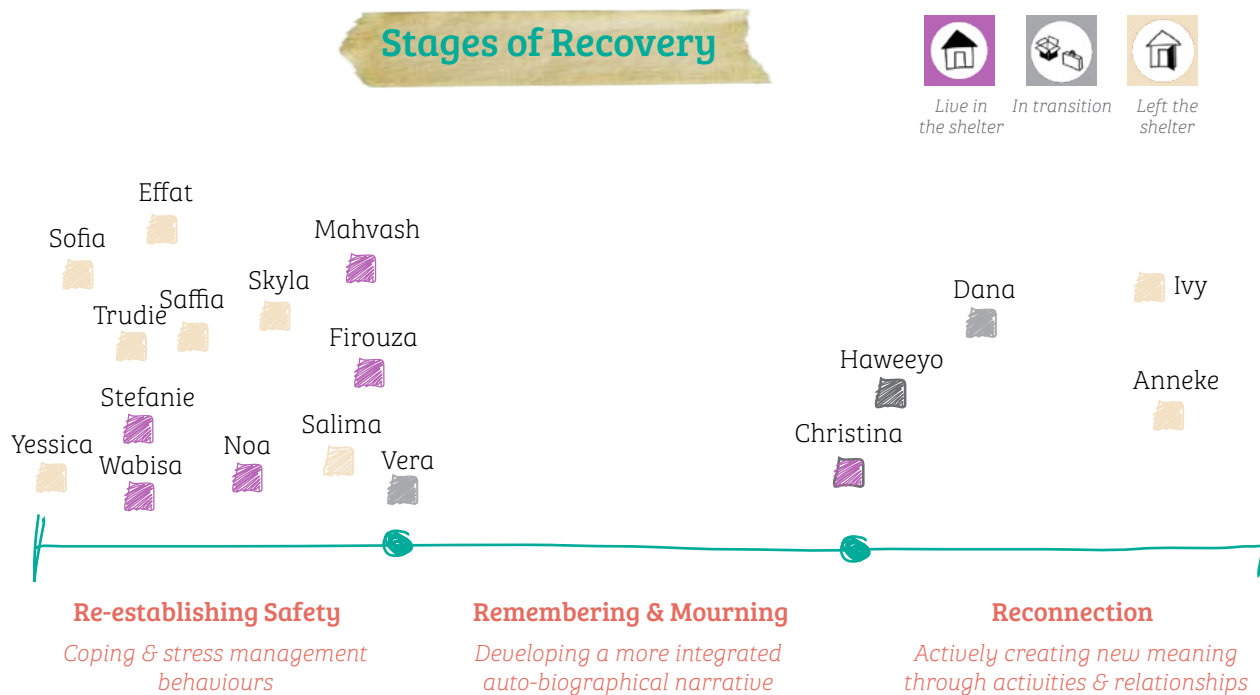 Stages of Recovery
Live in
the shelter
In transition
Left the
shelter
Effat
Sofia
Mahvash
Skyla
Saffia
Trudie
Dana
Ivy
Firouza
Haweeyo
Anneke
Stefanie
Salima
Christina
Yessica
Noa
Wabisa
Vera
Re-establishing Safety
Coping & stress management
behaviours
Remembering & Mourning
Developing a more integrated
auto-biographical narrative
Reconnection
Actively creating new meaning
through activities & relationships